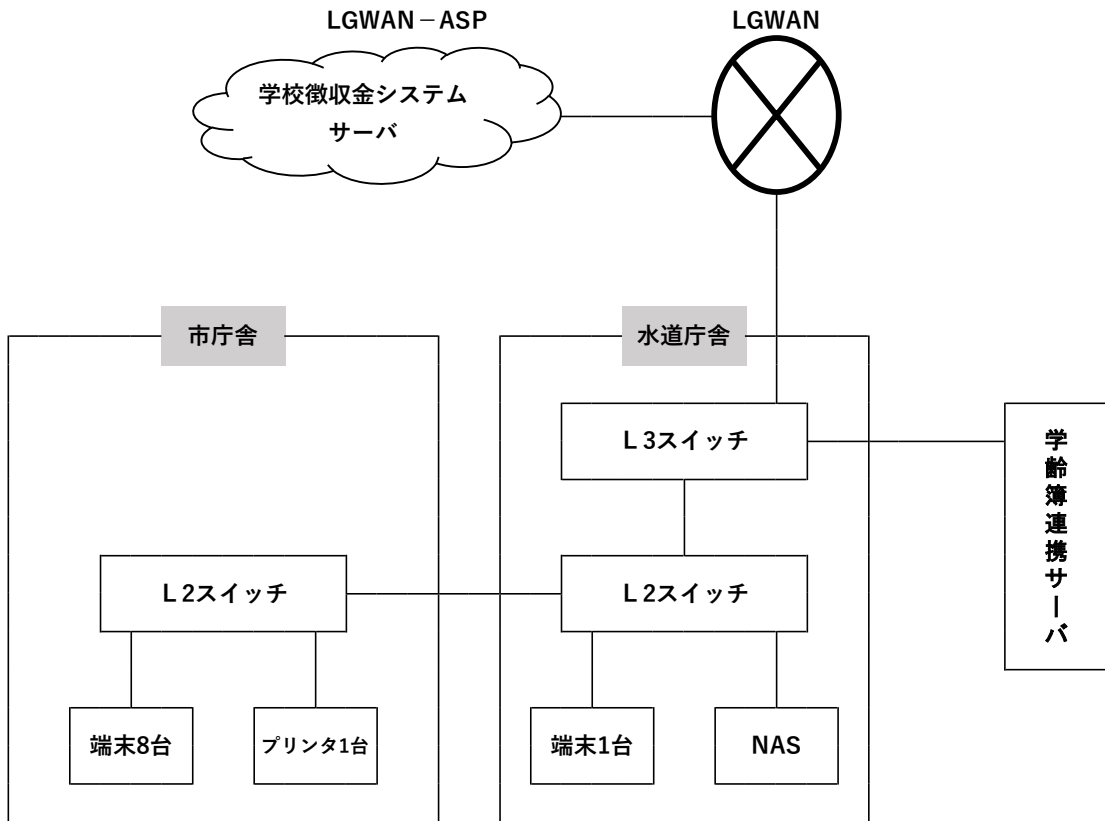 LGWAN－ASP
LGWAN
学校徴収金システム
サーバ
市庁舎
水道庁舎
Ｌ3スイッチ
学齢簿連携サーバ
Ｌ2スイッチ
Ｌ2スイッチ
端末8台
プリンタ1台
端末1台
NAS